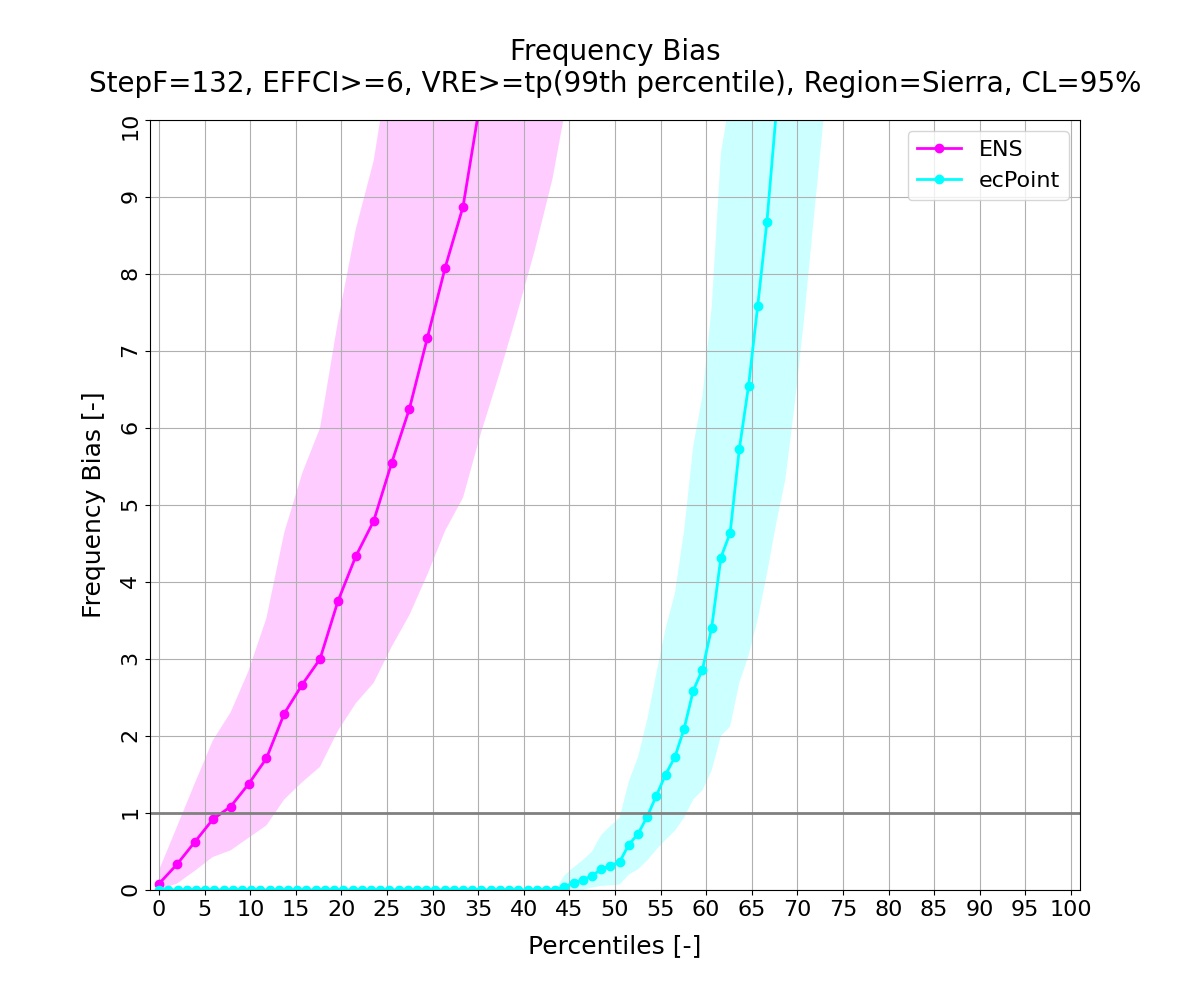 Frequency Bias
StepF=132, EFFCI>=6, VRE>=tp(99th percentile), Region=Sierra, CL=95%
ENS
ecPoint
Frequency Bias [-]
10
9
8
7
6
5
4
3
2
1
0
0 5 10 15 20 25 30 35 40 45 50 55 60 65 70 75 80 85 90 95 100
Percentiles [-]